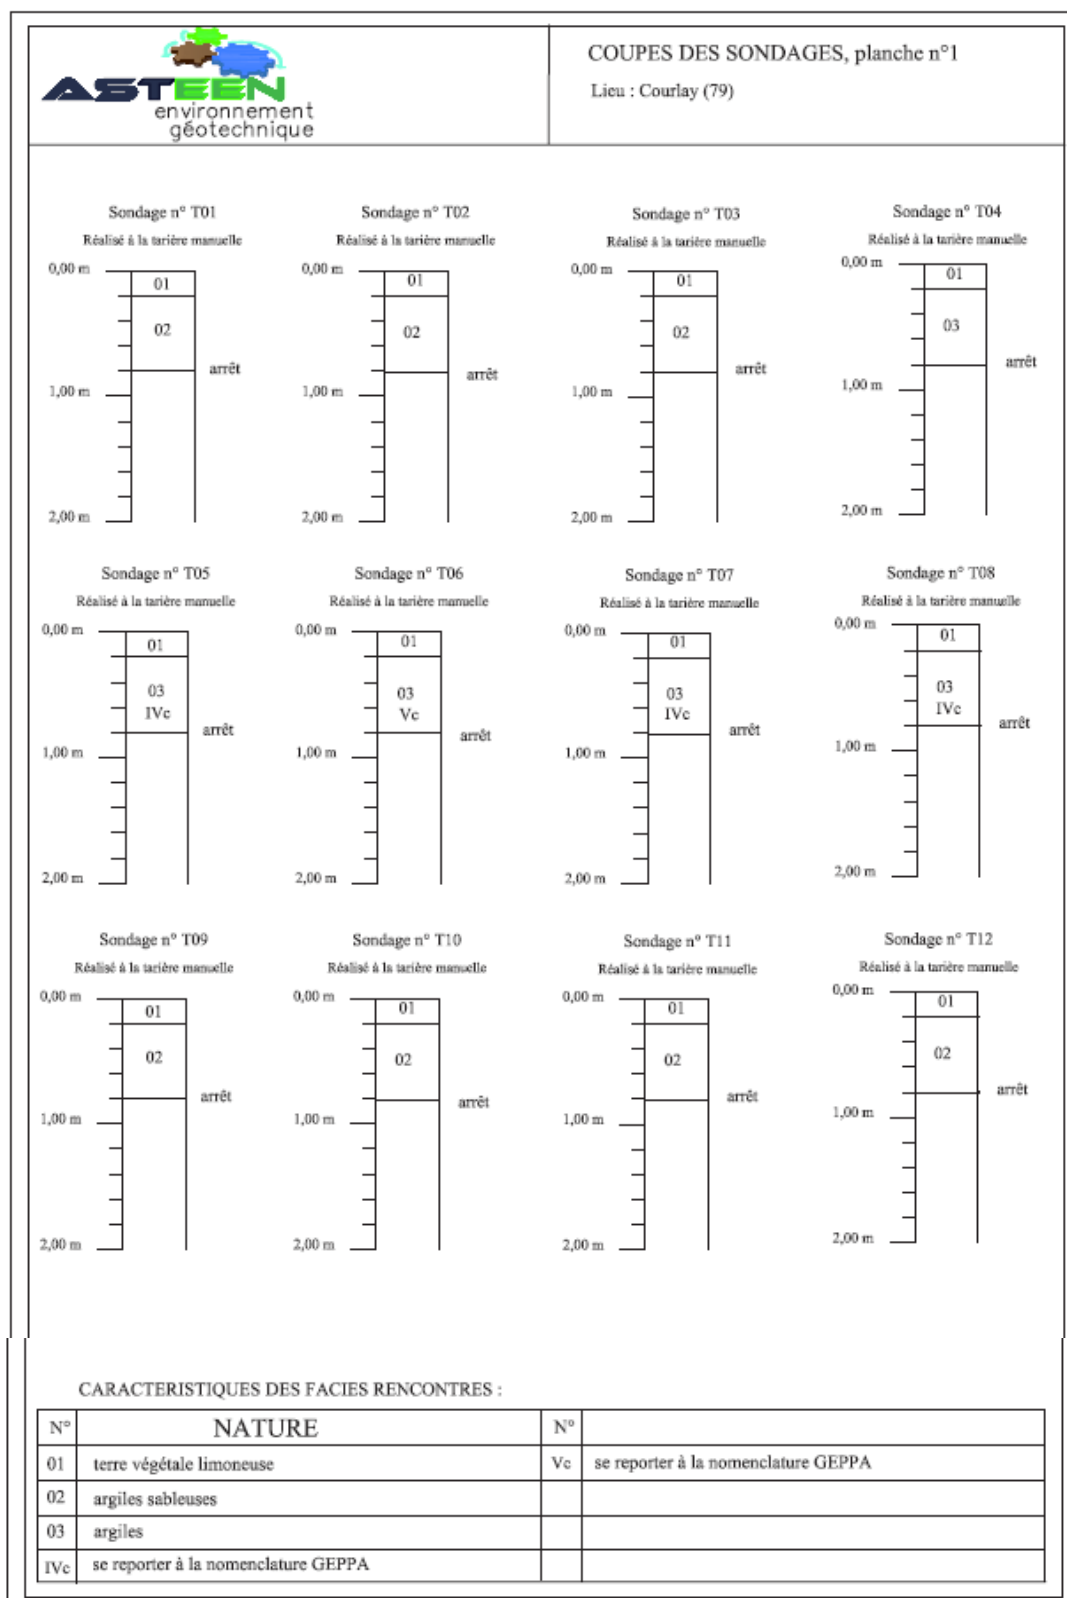 ASTEEN
environnement
géotechnique
COUPES DES SONDAGES, planche n°1
Lieu : Courlay (79)
Sondage n° T01
Réalisé à la tarière manuelle
0,00 m
01
02
arrêt
1,00 m
2,00 m
Sondage n° T02
Réalisé à la tarière manuelle
0,00 m
01
02
arrêt
1,00 m
2,00 m
Sondage n° T03
Réalisé à la tarière manuelle
0,00 m
01
02
arrêt
1,00 m
2,00 m
Sondage n° T04
Réalisé à la tarière manuelle
0,00 m
01
03
arrêt
1,00 m
2,00 m
Sondage n° T05
Réalisé à la tarière manuelle
0,00 m
01
03
IVc
arrêt
1,00 m
2,00 m
Sondage n° T06
Réalisé à la tarière manuelle
0,00 m
01
03
Vc
arrêt
1,00 m
2,00 m
Sondage n° T07
Réalisé à la tarière manuelle
0,00 m
01
03
IVc
arrêt
1,00 m
2,00 m
Sondage n° T08
Réalisé à la tarière manuelle
0,00 m
01
03
IVc
arrêt
1,00 m
2,00 m
Sondage n° T09
Réalisé à la tarière manuelle
0,00 m
01
02
arrêt
1,00 m
2,00 m
Sondage n° T10
Réalisé à la tarière manuelle
0,00 m
01
02
arrêt
1,00 m
2,00 m
Sondage n° T11
Réalisé à la tarière manuelle
0,00 m
01
02
arrêt
1,00 m
2,00 m
Sondage n° T12
Réalisé à la tarière manuelle
0,00 m
01
02
arrêt
1,00 m
2,00 m
CARACTERISTIQUES DES FACIES RENCONTRES :
N° NATURE N°
01 terre végétale limoneuse Vc se reporter à la nomenclature GEPPA
02 argiles sableuses
03 argiles
IVc se reporter à la nomenclature GEPPA